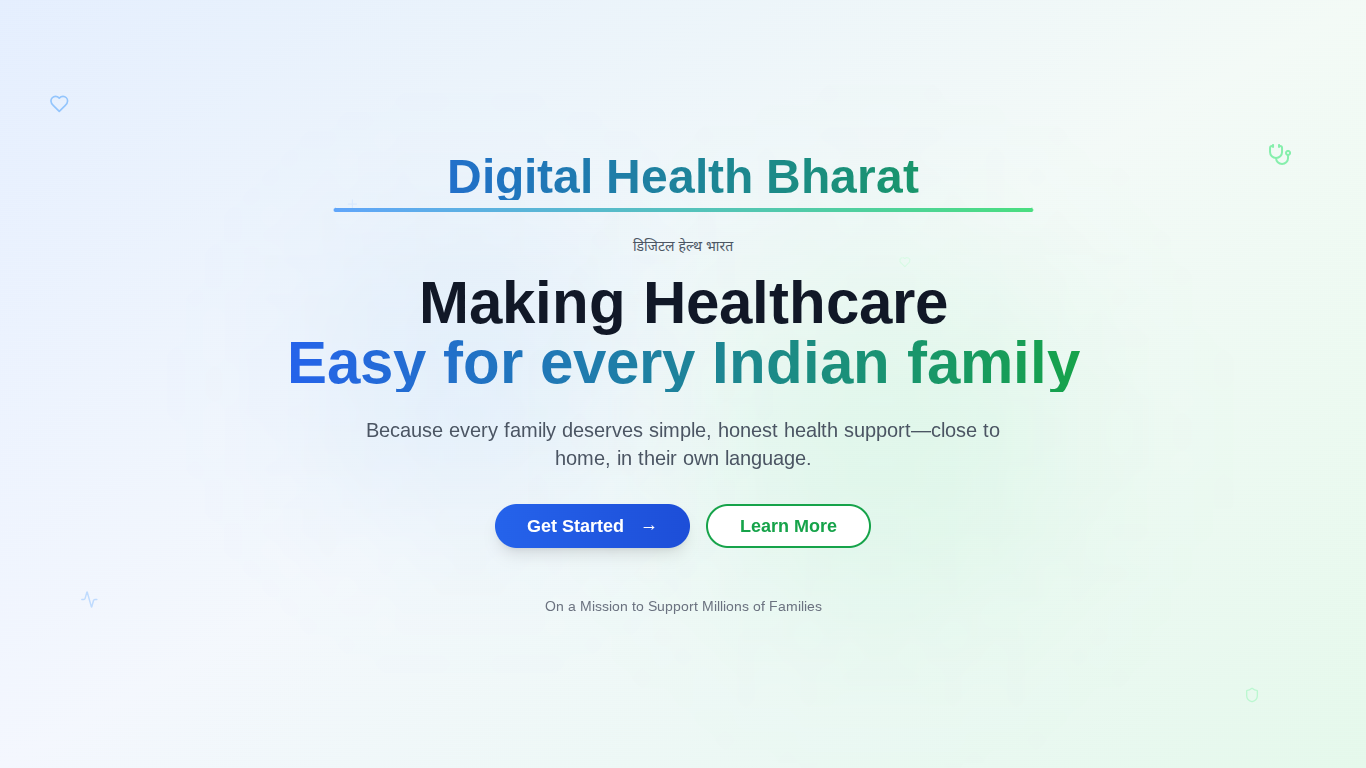 Digital Health Bharat
डिजिटल हेल्थ भारत
Making Healthcare
Easy for every Indian family
Because every family deserves simple, honest health support—close to
home, in their own language.
Get Started →
Learn More
On a Mission to Support Millions of Families